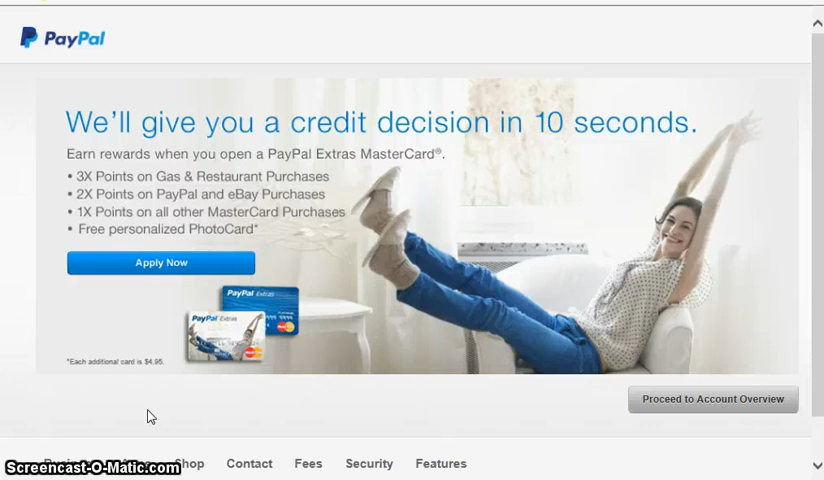 PayPal
We'll give you a credit decision in 10 seconds.
Earn rewards when you open a PayPal Extras MasterCard®.
• 3X Points on Gas & Restaurant Purchases
• 2X Points on PayPal and eBay Purchases
• 1X Points on all other MasterCard Purchases
• Free personalized PhotoCard*
Apply Now
PayPal Extras
PayPal Extras
MasterCard
MasterCard
*Each additional card is $4.95.
Proceed to Account Overview
Shop Contact Fees Security Features
Screencast-O-Matic.com